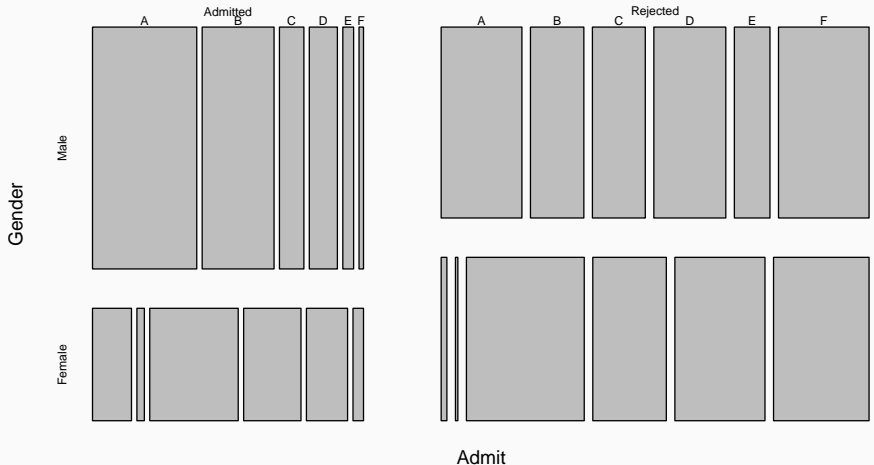 Admitted Rejected
A B C D E F A B C D E F
Male
Gender
Female
Admit